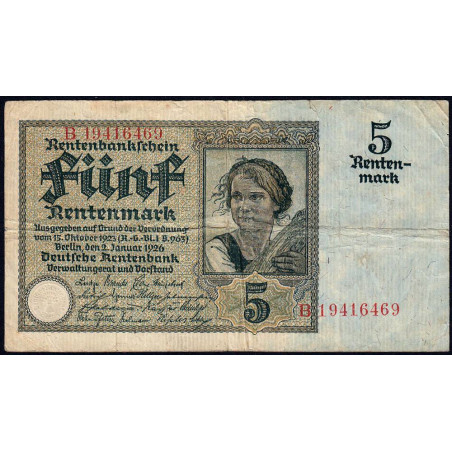 B 19416469
Rentenbankschein
Fünf
Rentenmark
Ausgegeben auf Grund der Verordnung
vom 15. Oktober 1923 (R.-G.-Bl. I S. 963)
Berlin, den 2. Januar 1926
Deutsche Rentenbank
Verwaltungsrat und Vorstand
5
5
Renten-
mark
B 19416469